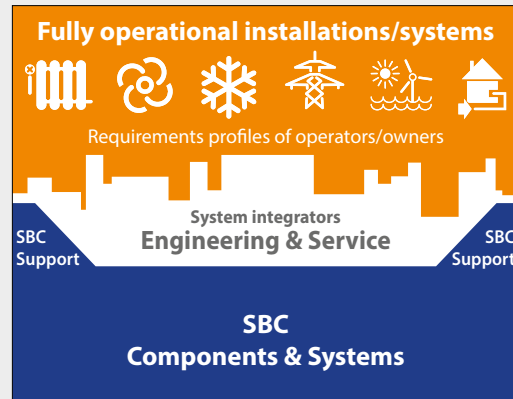 Fully operational installations/systems
Requirements profiles of operators/owners
System integrators
Engineering & Service
SBC
Support
SBC
Support
SBC
Components & Systems